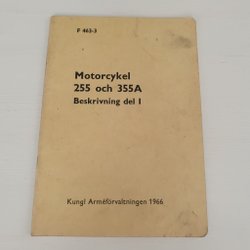 F 463-3
Motorcykel
255 och 355A
Beskrivning del I
Kungl Arméförvaltningen 1966